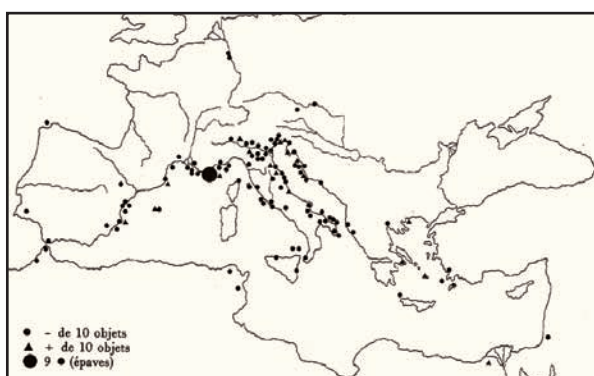 - de 10 objets
+ de 10 objets
9 (épaves)